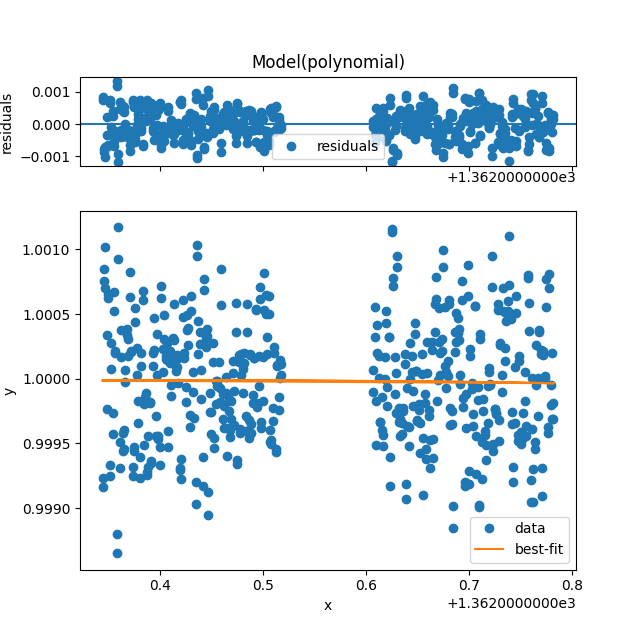 Model(polynomial)
residuals
0.001
0.000
−0.001
residuals
+1.3620000000e3
y
1.0010
1.0005
1.0000
0.9995
0.9990
data
best-fit
0.4 0.5 0.6 0.7 0.8
x
+1.3620000000e3